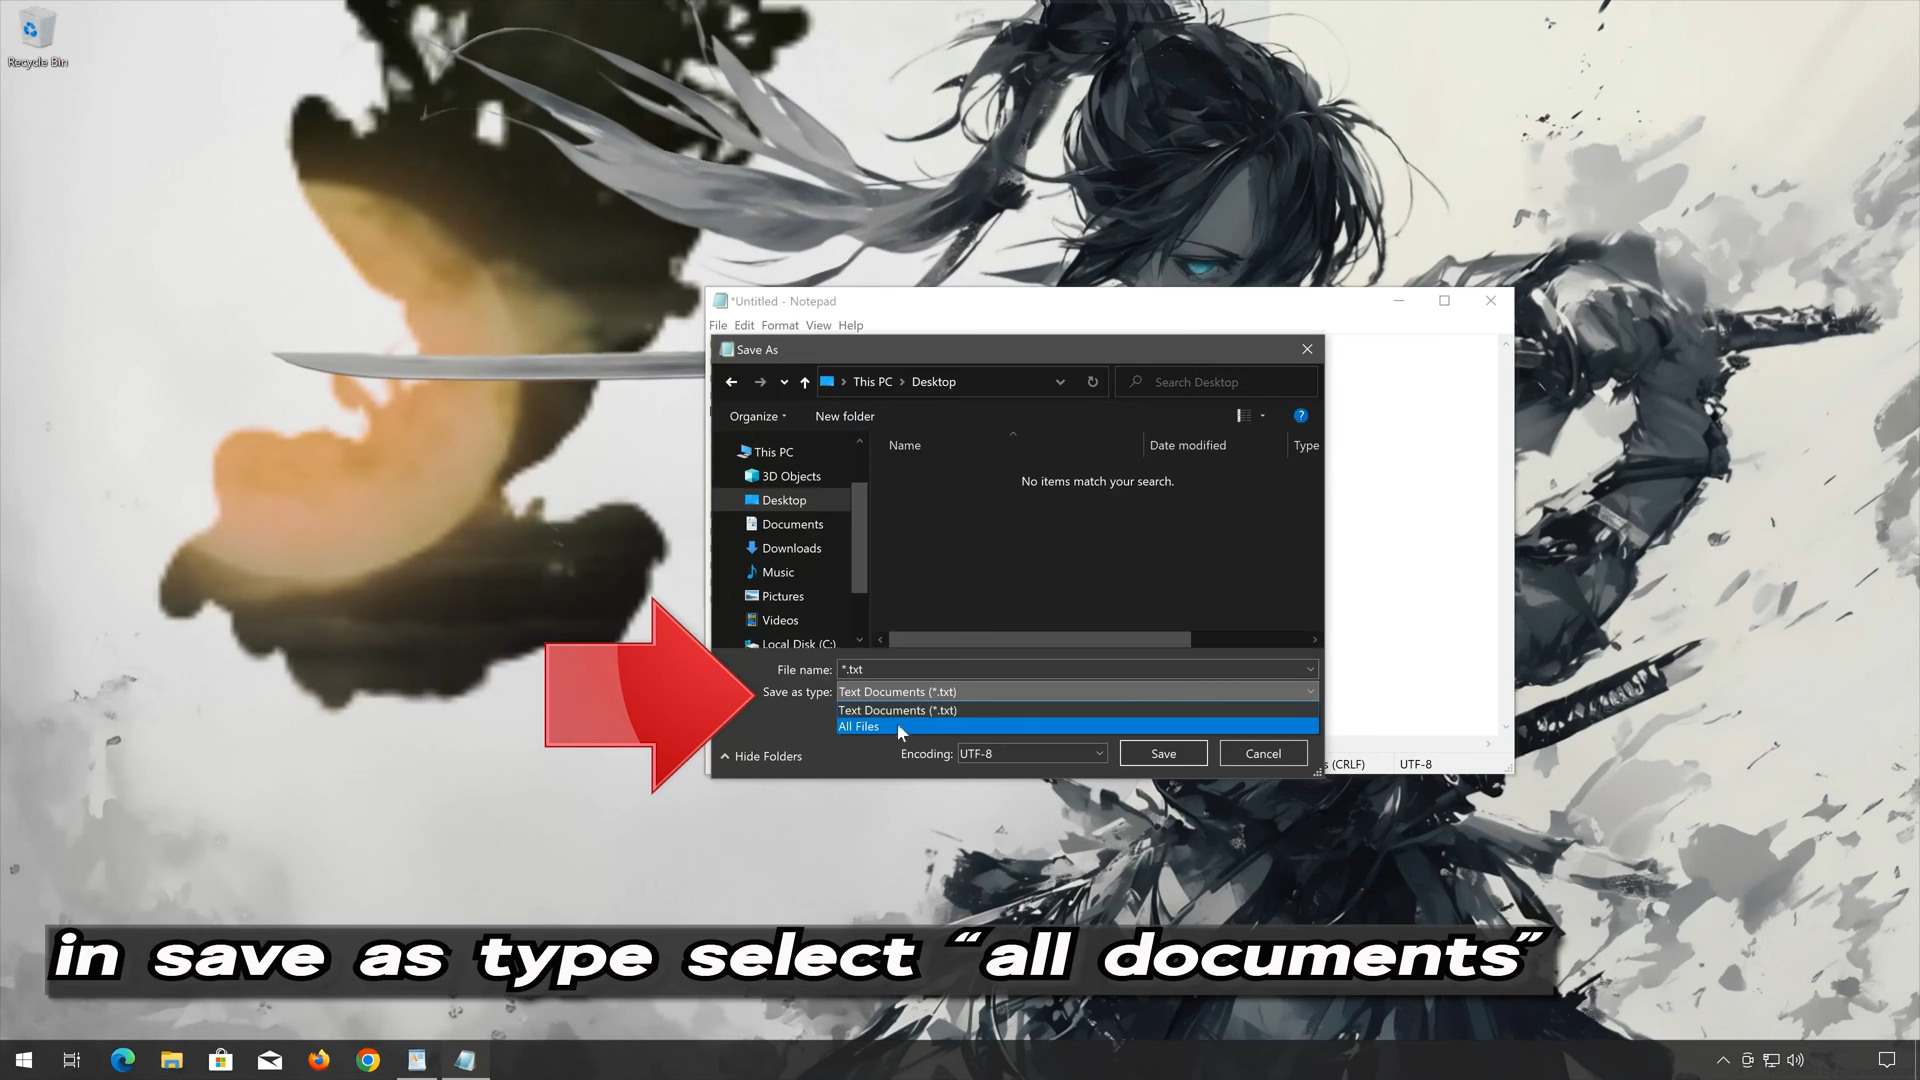 Recycle Bin
*Untitled - Notepad
File Edit Format View Help
Save As
This PC > Desktop
Search Desktop
Organize
New folder
Name
Date modified
Type
This PC
3D Objects
Desktop
Documents
Downloads
Music
Pictures
Videos
Local Disk (C:)
No items match your search.
File name: *.txt
Save as type: Text Documents (*.txt)
Text Documents (*.txt)
All Files
Hide Folders
Encoding: UTF-8
Save
Cancel
(CRLF)
UTF-8
in save as type select “all documents”